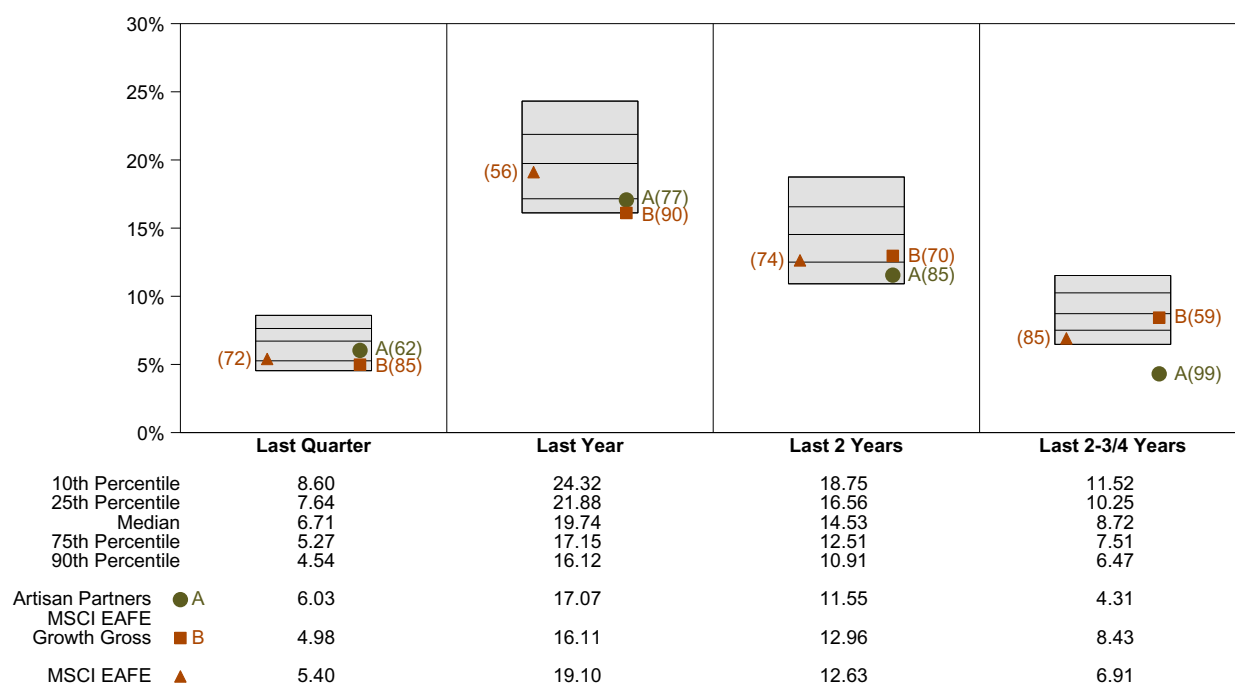 30%
25%
20%
15%
10%
5%
0%
(72)
A(62)
B(85)
(56)
A(77)
B(90)
(74)
B(70)
A(85)
(85)
B(59)
A(99)
Last Quarter Last Year Last 2 Years Last 2-3/4 Years
10th Percentile 8.60 24.32 18.75 11.52
25th Percentile 7.64 21.88 16.56 10.25
Median 6.71 19.74 14.53 8.72
75th Percentile 5.27 17.15 12.51 7.51
90th Percentile 4.54 16.12 10.91 6.47
Artisan Partners A 6.03 17.07 11.55 4.31
MSCI EAFE
Growth Gross B 4.98 16.11 12.96 8.43
MSCI EAFE 5.40 19.10 12.63 6.91